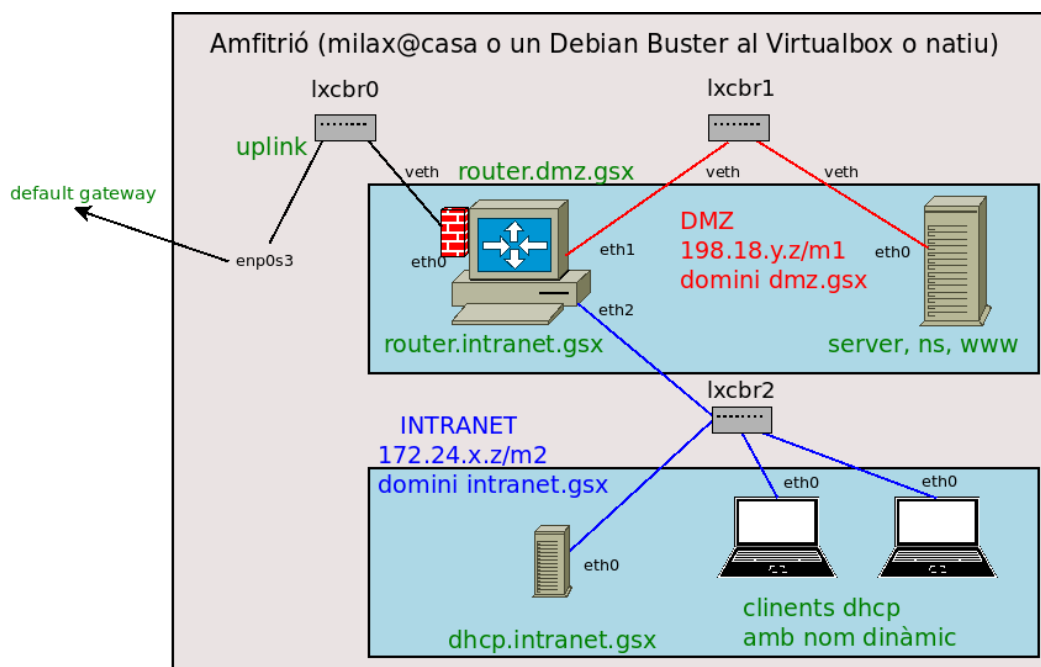 Amfitrió (milax@casa o un Debian Buster al Virtualbox o natiu)
lxcbr0
lxcbr1
uplink
default gateway
enp0s3
veth
router.dmz.gsx
veth
veth
eth0
eth1
eth2
DMZ
198.18.y.z/m1
domini dmz.gsx
eth0
router.intranet.gsx
server, ns, www
lxcbr2
INTRANET
172.24.x.z/m2
domini intranet.gsx
eth0
eth0
eth0
dhcp.intranet.gsx
clinents dhcp
amb nom dinàmic